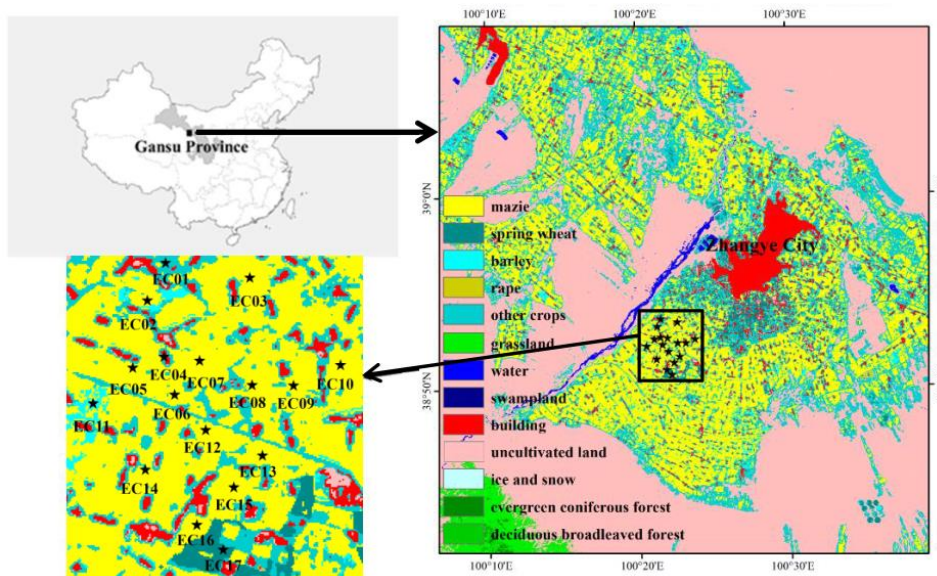 Gansu Province
100°10'E
100°20'E
100°30'E
39°0'N
38°50'N
mazie
spring wheat
barley
rape
other crops
grassland
water
swampland
building
uncultivated land
ice and snow
evergreen coniferous forest
deciduous broadleaved forest
Zhangye City
100°10'E
100°20'E
100°30'E
EC01
EC03
EC02
EC04
EC05
EC07
EC10
EC08
EC09
EC06
EC11
EC12
EC13
EC14
EC15
EC16
EC17